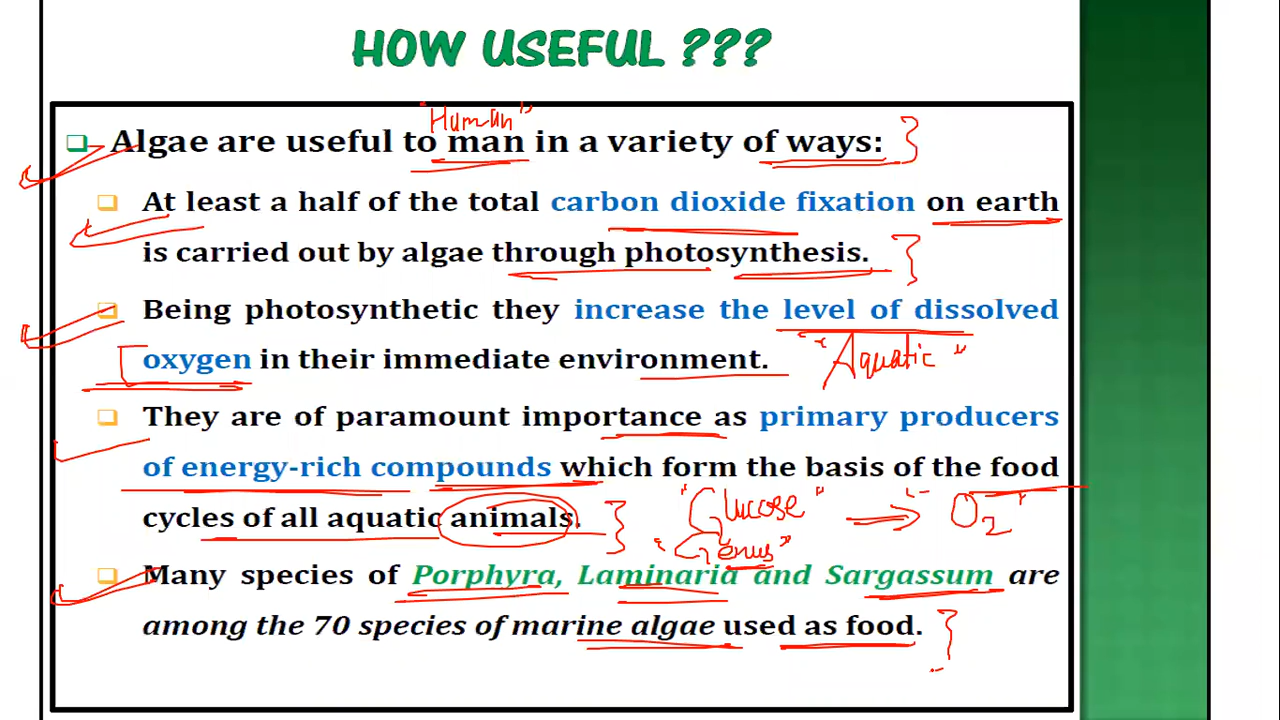 HOW USEFUL ???
"Human"
Algae are useful to man in a variety of ways:
At least a half of the total carbon dioxide fixation on earth
is carried out by algae through photosynthesis.
Being photosynthetic they increase the level of dissolved
oxygen in their immediate environment.
"Aquatic"
They are of paramount importance as primary producers
of energy-rich compounds which form the basis of the food
cycles of all aquatic animals.
"Glucose" ⇒ "O2"
"Genus"
Many species of Porphyra, Laminaria and Sargassum are
among the 70 species of marine algae used as food.